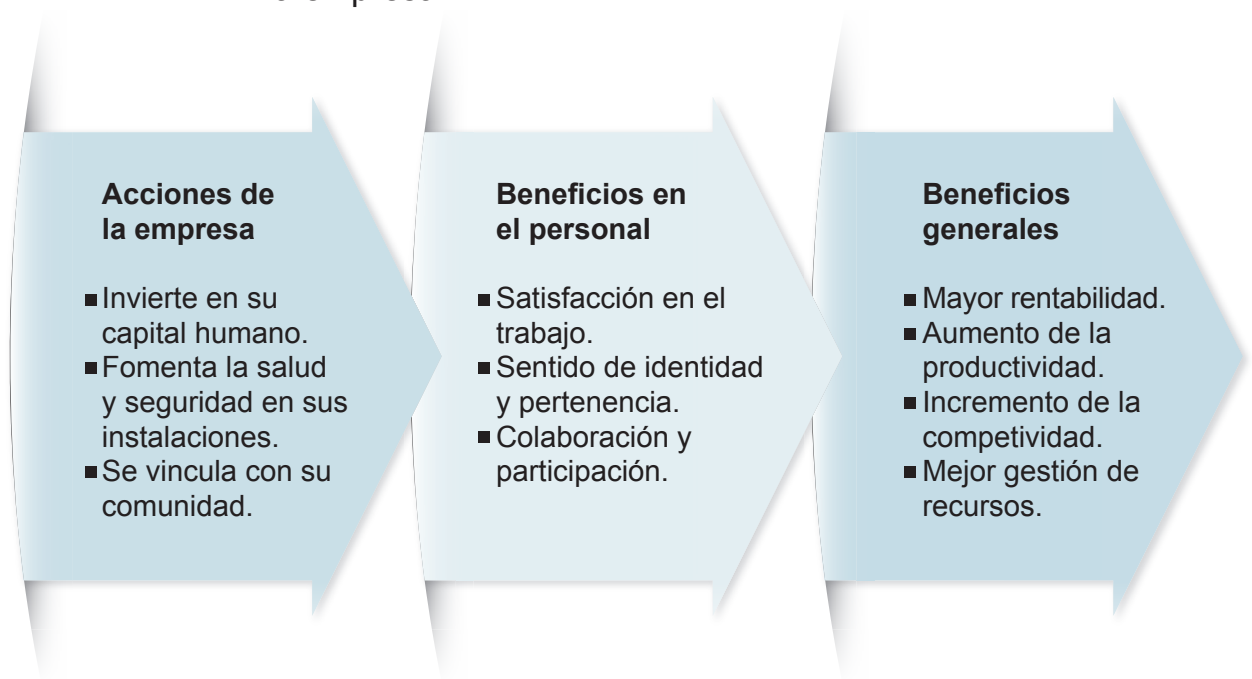 Acciones de
la empresa
■Invierte en su
capital humano.
■Fomenta la salud
y seguridad en sus
instalaciones.
■Se vincula con su
comunidad.
Beneficios en
el personal
■Satisfacción en el
trabajo.
■Sentido de identidad
y pertenencia.
■Colaboración y
participación.
Beneficios
generales
■Mayor rentabilidad.
■Aumento de la
productividad.
■Incremento de la
competividad.
■Mejor gestión de
recursos.